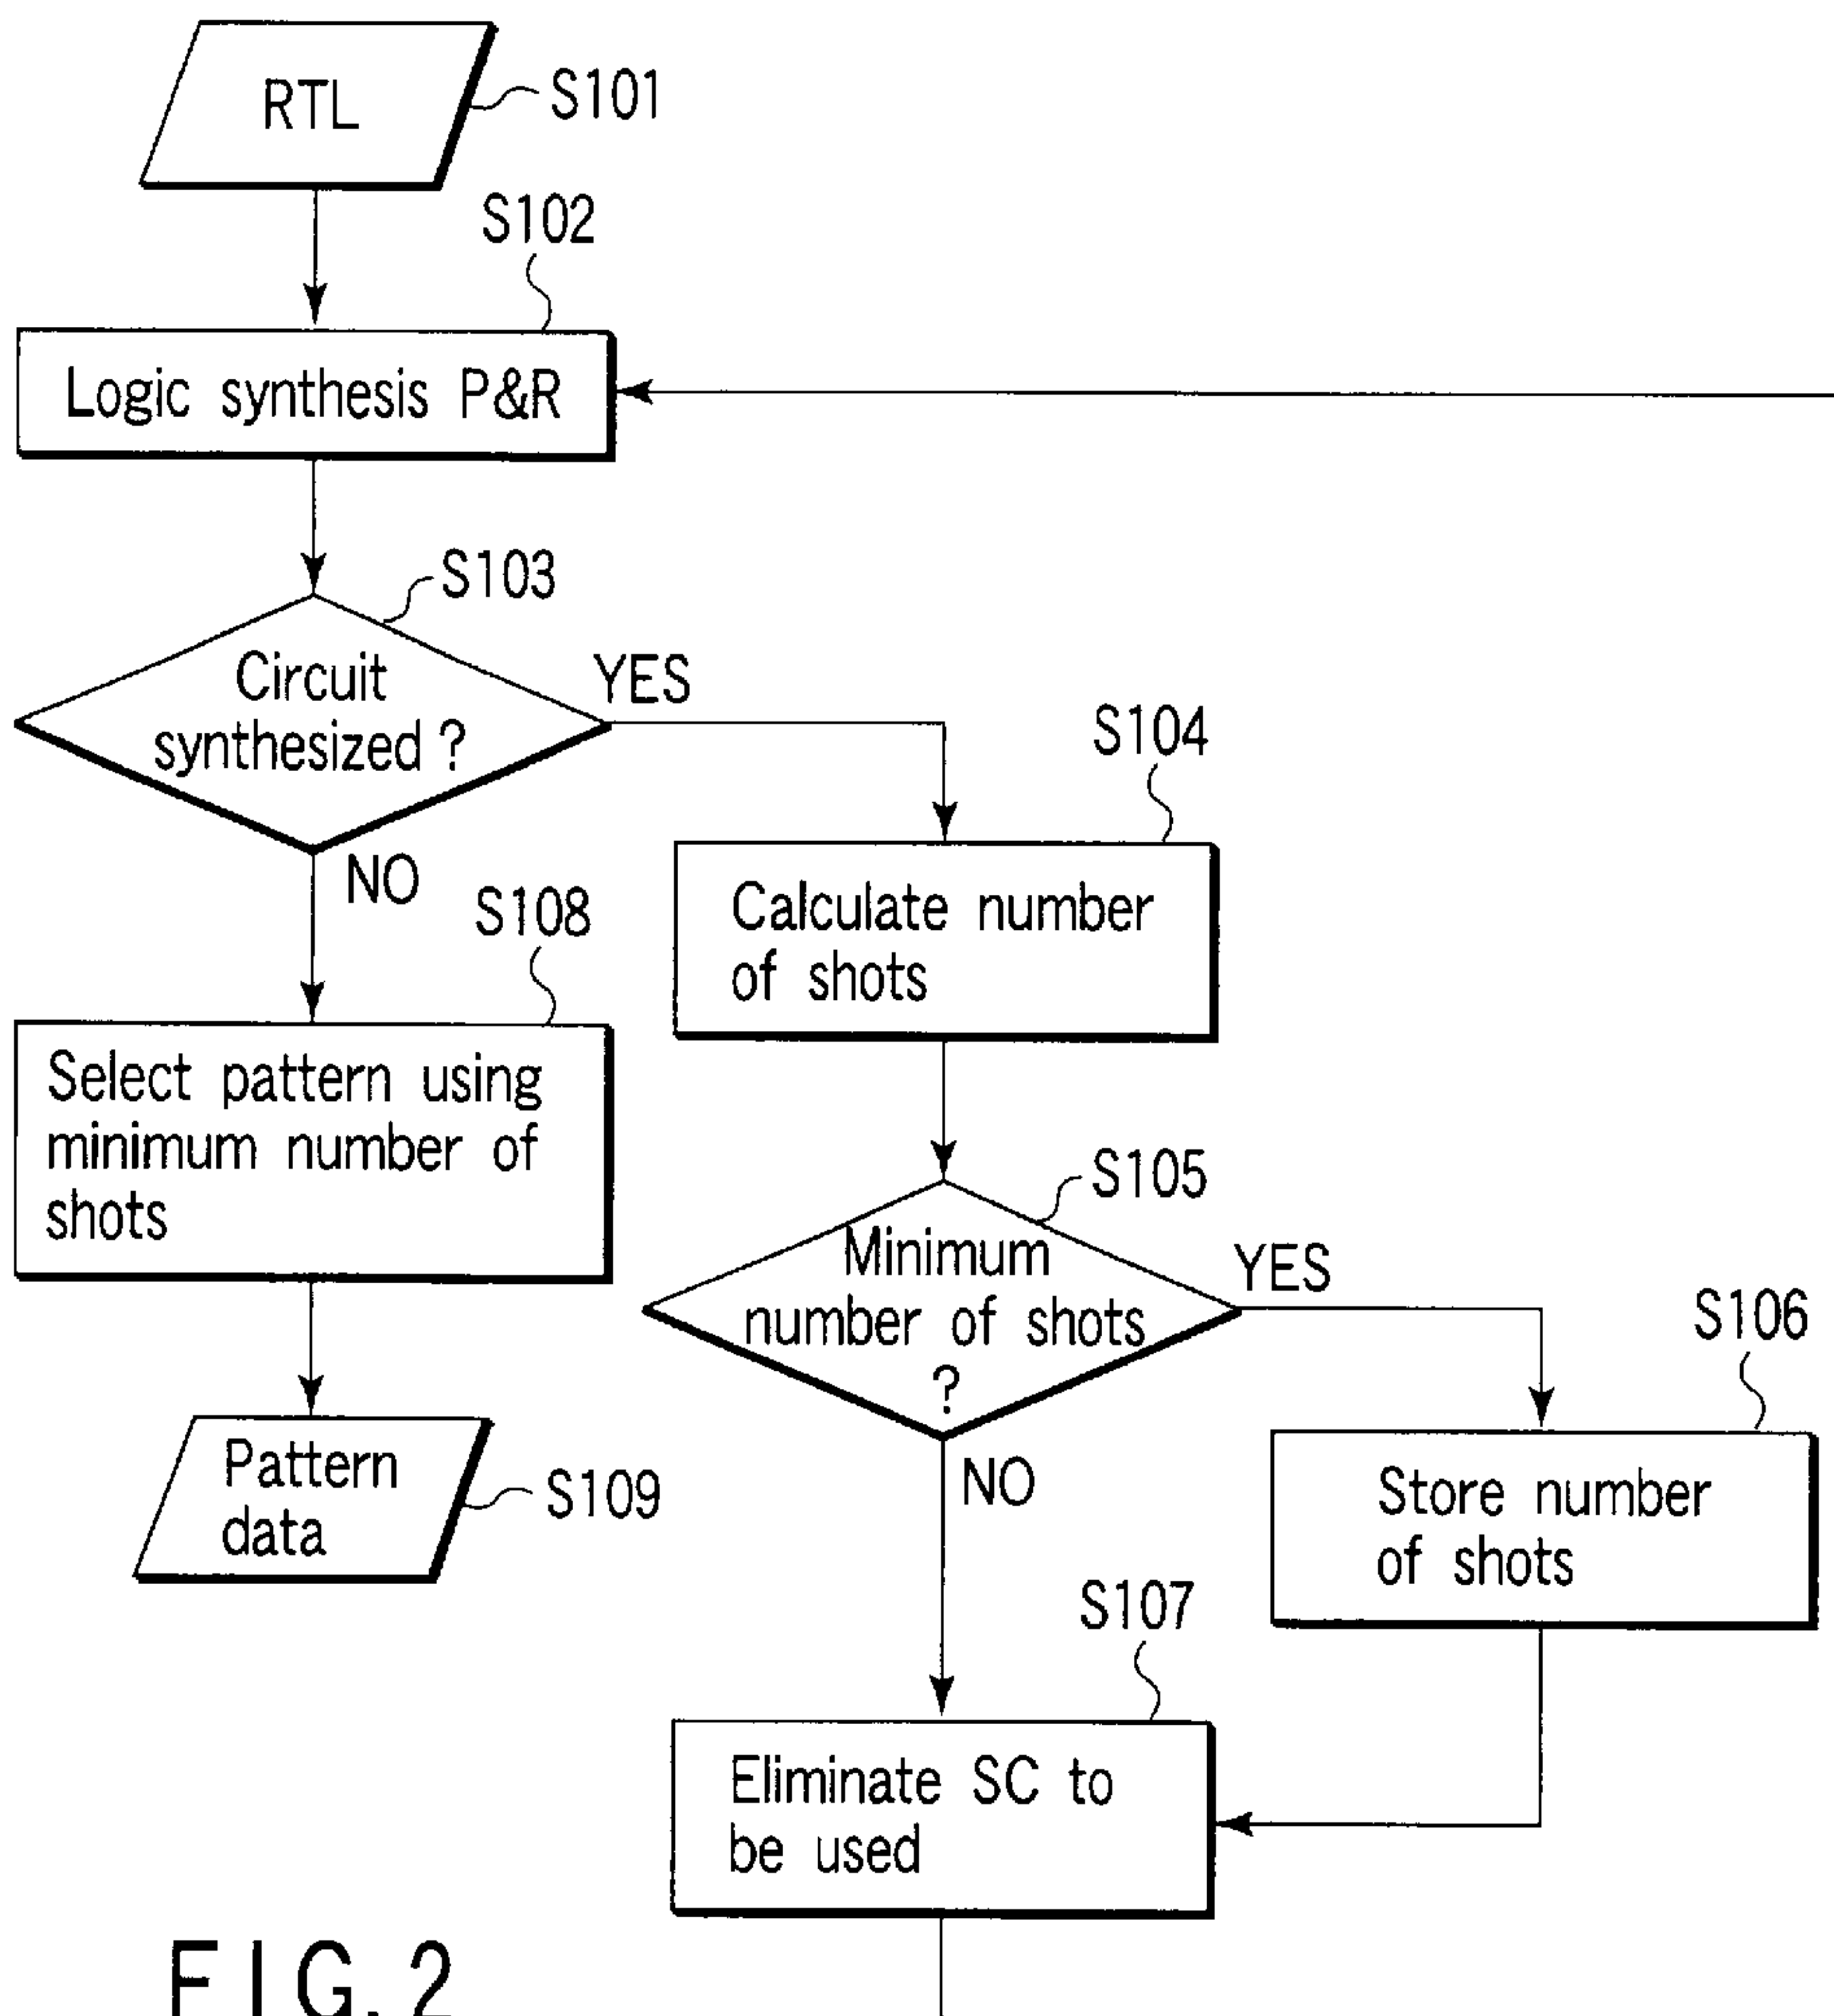 RTL
S101
S102
Logic synthesis P&R
S103
Circuit
synthesized ?
YES
NO
S104
Calculate number
of shots
S108
Select pattern using
minimum number of
shots
S105
Minimum
number of shots
?
YES
NO
S106
Store number
of shots
Pattern
data
S109
S107
Eliminate SC to
be used
FIG. 2